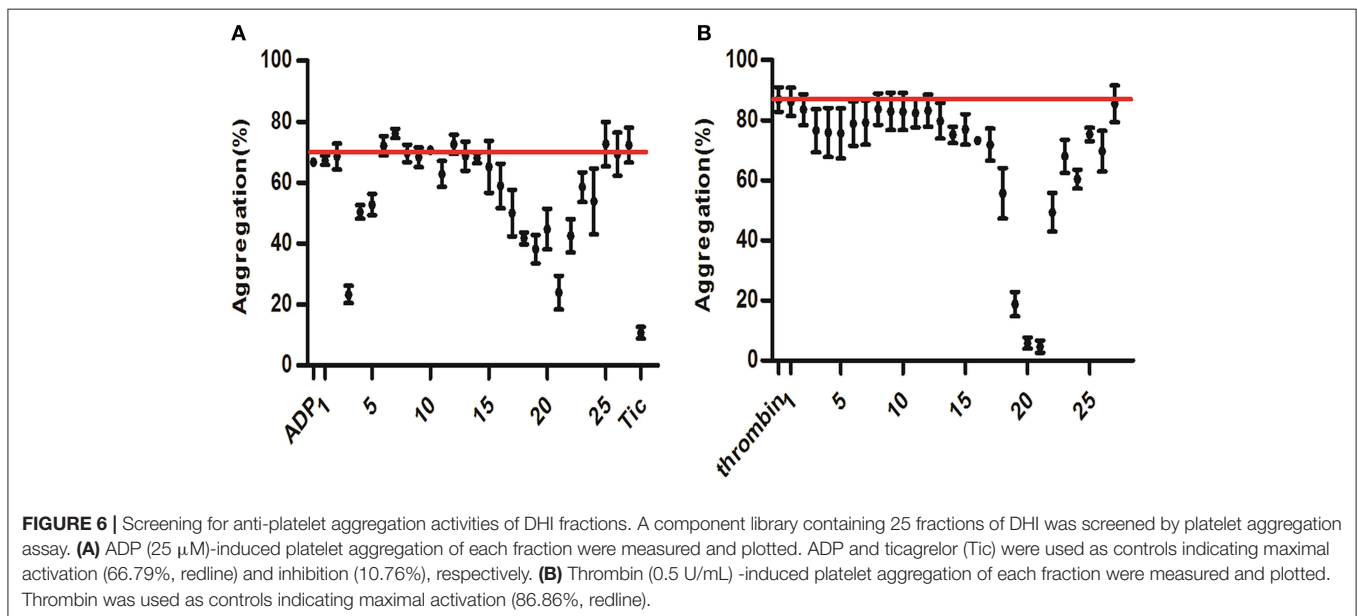 A
100
80
60
40
20
0
Aggregation(%)
ADP
1
5
10
15
20
25
Tic
B
100
80
60
40
20
0
Aggregation(%)
thrombin
1
5
10
15
20
25
FIGURE 6 | Screening for anti-platelet aggregation activities of DHI fractions. A component library containing 25 fractions of DHI was screened by platelet aggregation
assay. (A) ADP (25 μM)-induced platelet aggregation of each fraction were measured and plotted. ADP and ticagrelor (Tic) were used as controls indicating maximal
activation (66.79%, redline) and inhibition (10.76%), respectively. (B) Thrombin (0.5 U/mL) -induced platelet aggregation of each fraction were measured and plotted.
Thrombin was used as controls indicating maximal activation (86.86%, redline).